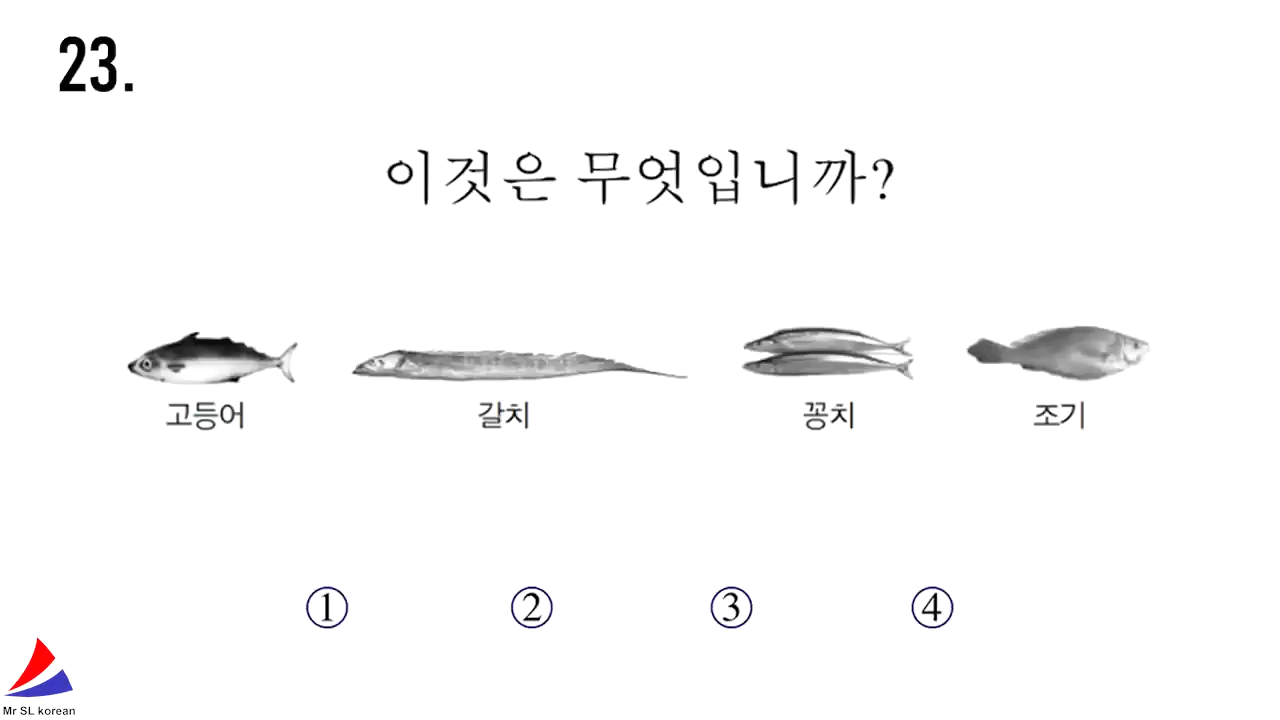 23.
이것은 무엇입니까?
고등어 갈치 꽁치 조기
① ② ③ ④
Mr SL korean